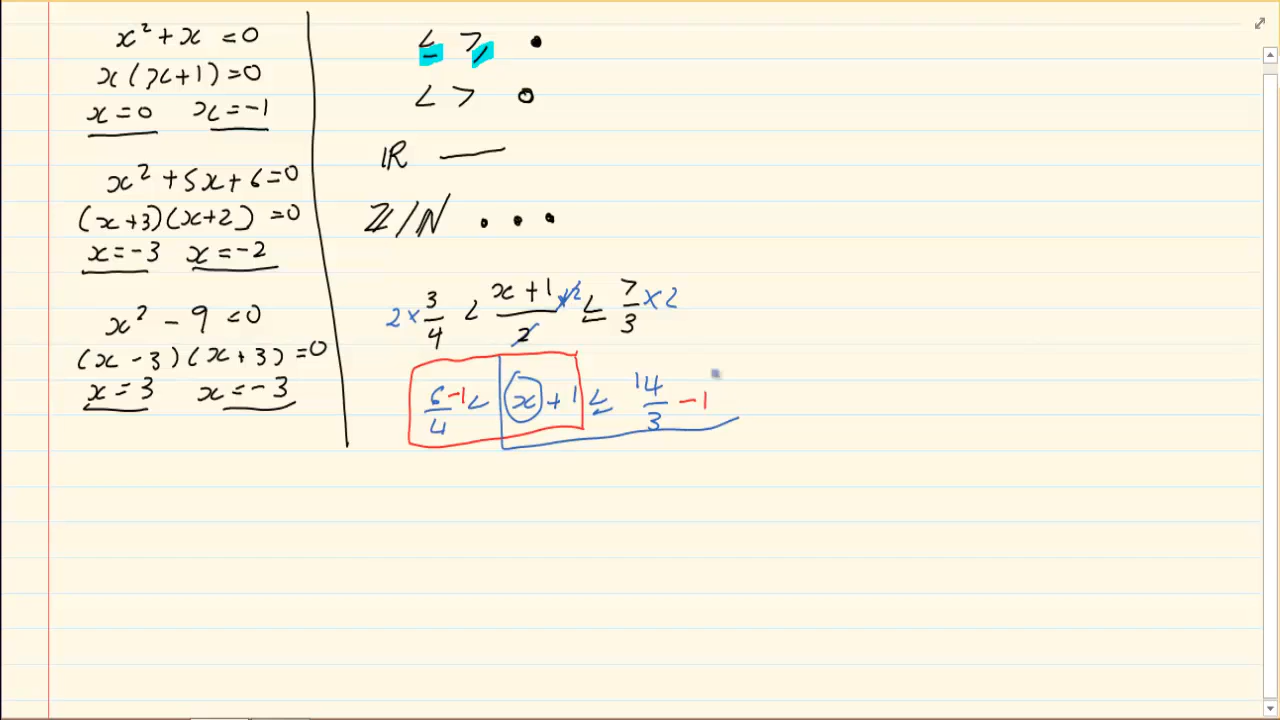 x² + x = 0
x(x+1) = 0
x = 0 x = -1
x² + 5x + 6 = 0
(x+3)(x+2) = 0
x = -3 x = -2
x² - 9 = 0
(x - 3)(x + 3) = 0
x = 3 x = -3
≤ ≥ •
< > o
ℝ —
ℤ/ℕ • • •
2 × 3/4 < (x + 1)/2 ×2 ≤ 7/3 × 2
6/4 -1 < x + 1 ≤ 14/3 - 1